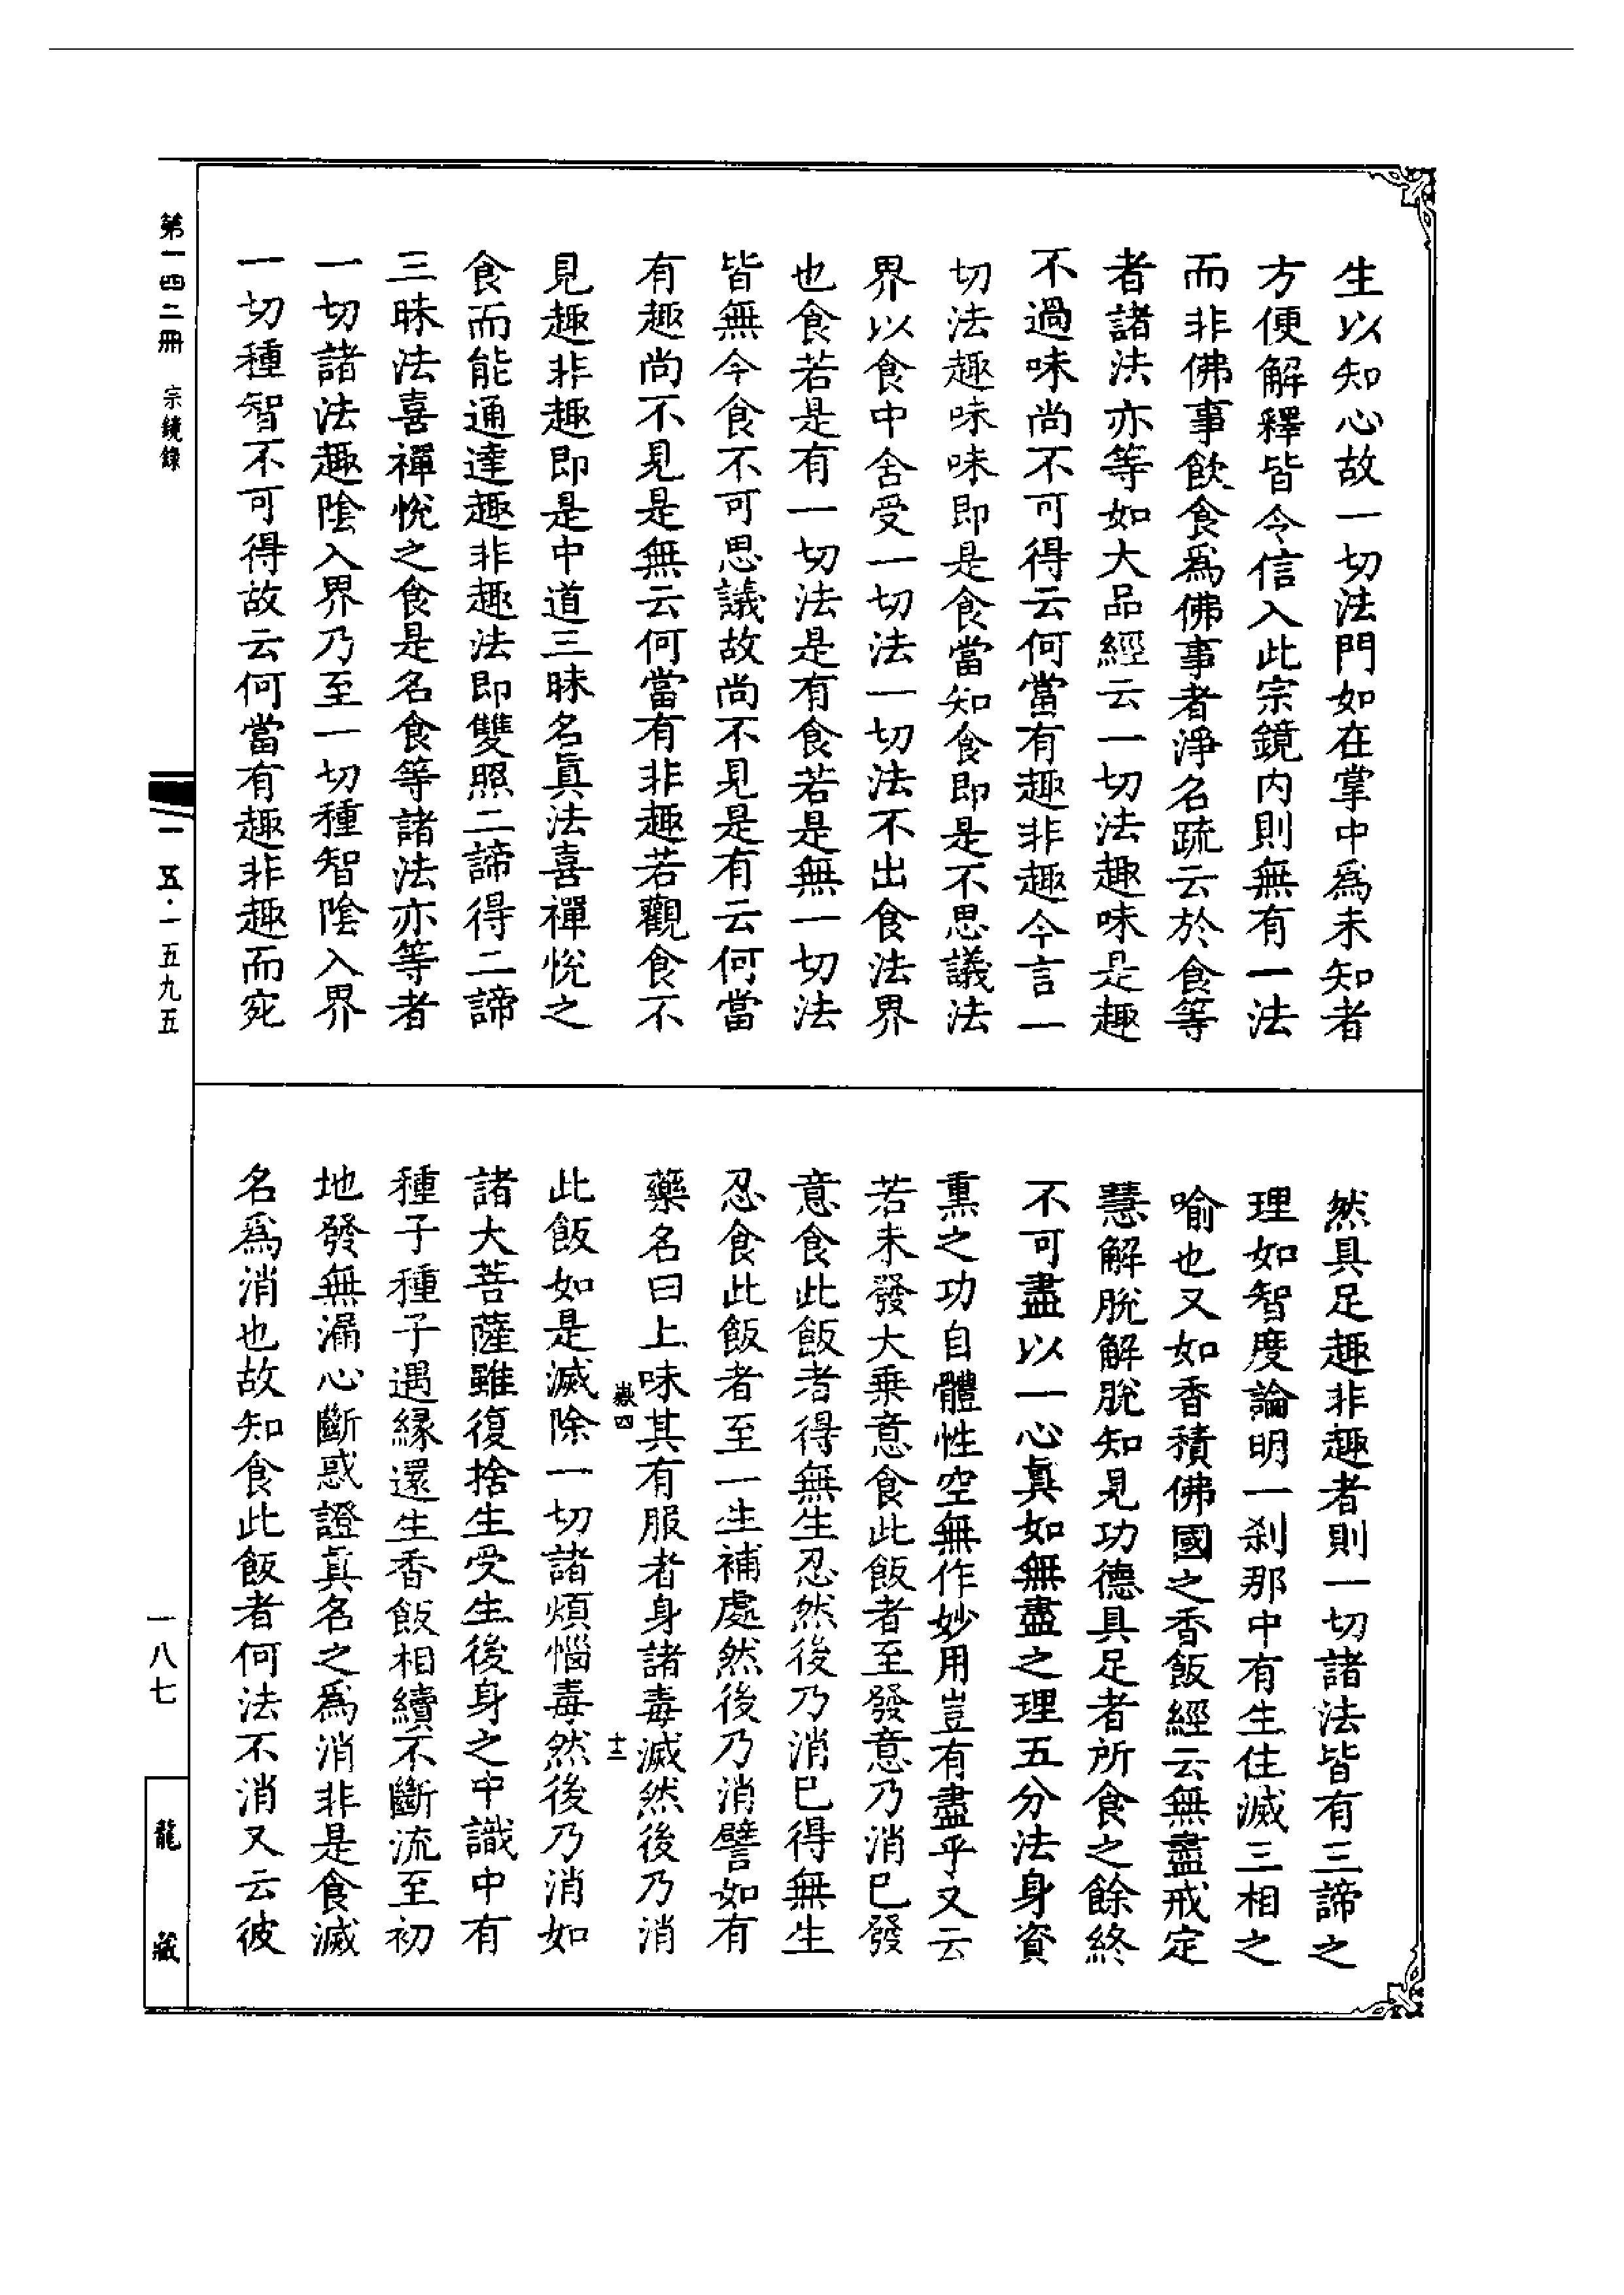 生以知心故一切法門如在掌中為未知者
方便解釋皆令信入此宗鏡内則無有一法
而非佛事飲食為佛事者淨名疏云於食等
者諸法亦等如大品經云一切法趣味是趣
不過味尚不可得云何當有趣非趣今言一
切法趣味味即是食當知食即是不思議法
界以食中含受一切法一切法不出食法界
也食若是有一切法是有食若是無一切法
皆無今食不可思議故尚不見是有云何當
有趣尚不見是無云何當有非趣若觀食不
見趣非趣即是中道三昧名真法喜禪悅之
食而能通達趣非趣法即雙照二諦得二諦
三昧法喜禪悅之食是名食等諸法亦等者
一切諸法趣陰入界乃至一切種智陰入界
一切種智不可得故云何當有趣非趣而宛
然具足趣非趣者則一切諸法皆有三諦之
理如智度論明一刹那中有生住滅三相之
喻也又如香積佛國之香飯經云無盡戒定
慧解脫解脫知見功德具足者所食之餘終
不可盡以一心真如無盡之理五分法身資
熏之功自體性空無作妙用豈有盡乎又云
若未發大乘意食此飯者至發意乃消已發
意食此飯者得無生忍然後乃消已得無生
忍食此飯者至一生補處然後乃消譬如有
藥名曰上味其有服者身諸毒滅然後乃消
嶽四
十二
此飯如是滅除一切諸煩惱毒然後乃消如
諸大菩薩雖復捨生受生後身之中識中有
種子種子遇緣還生香飯相續不斷流至初
地發無漏心斷惑證真名之為消非是食滅
名為消也故知食此飯者何法不消又云彼
第一四二冊 宗鏡錄
一五·一五九五
一八七
龍藏